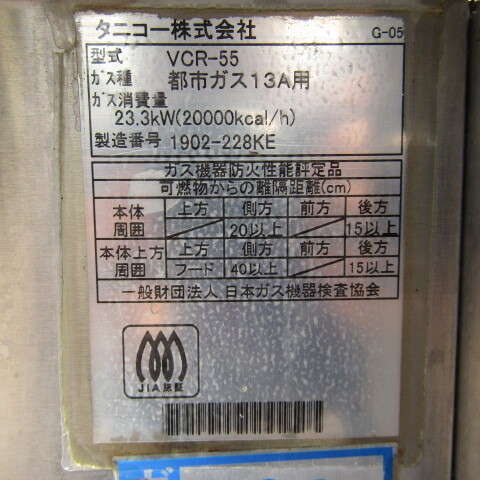 タニコー株式会社 G-05
型式 VCR-55
ガス種 都市ガス13A用
ガス消費量
23.3kW(20000kcal/h)
製造番号 1902-228KE
ガス機器防火性能評定品
可燃物からの離隔距離(cm)
本体周囲 上方 側方 前方 後方
20以上 15以上
本体上方周囲 上方 側方 前方 後方
フード 40以上 15以上
一般財団法人 日本ガス機器検査協会
JIA認証